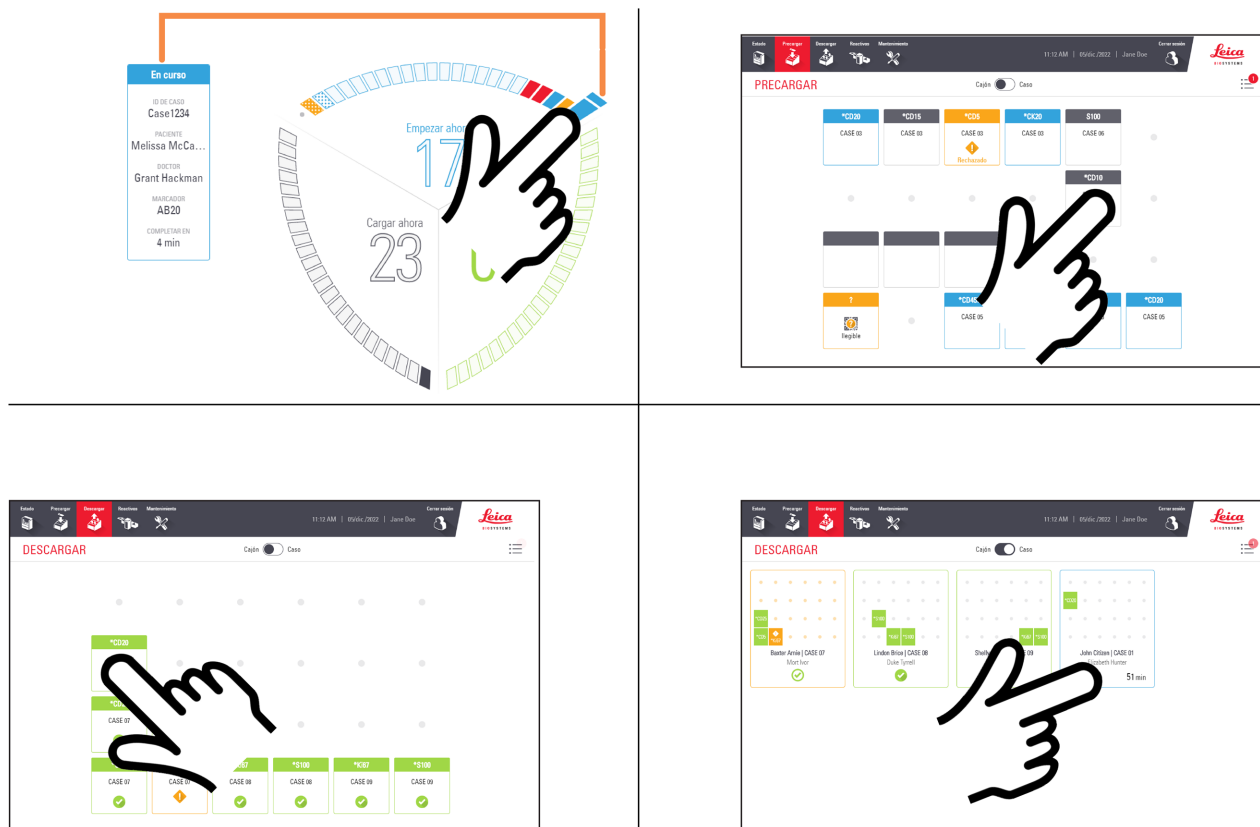 En curso
ID DE CASO
Case1234
PACIENTE
Melissa McCa...
DOCTOR
Grant Hackman
MARCADOR
AB20
COMPLETAR EN
4 min
Empezar ahora
17
Cargar ahora
23
Estado Precargar Descargar Reactivos Mantenimiento
11:12 AM | 05/dic./2022 | Jane Doe
Cerrar sesión
Leica
BIOSYSTEMS
PRECARGAR
Cajón Caso
1
*CD20 *CD15 *CD5 *CK20 S100
CASE 03 CASE 03 CASE 03 CASE 03 CASE 06
Rechazado
*CD10
? *CD45 *CD20
CASE 05 CASE 05
Ilegible
Estado Precargar Descargar Reactivos Mantenimiento
11:12 AM | 05/dic./2022 | Jane Doe
Cerrar sesión
Leica
BIOSYSTEMS
DESCARGAR
Cajón Caso
*CD20
CASE 07
*S100 *KI67 *S100
CASE 07 CASE 07 CASE 08 CASE 08 CASE 09 CASE 09
Estado Precargar Descargar Reactivos Mantenimiento
11:12 AM | 05/dic./2022 | Jane Doe
Cerrar sesión
Leica
BIOSYSTEMS
DESCARGAR
Cajón Caso
Baxter Arnie | CASE 07
Mort Ivor
Lindon Brice | CASE 08
Duke Tyrell
John Citizen | CASE 01
Elizabeth Hunter
51 min